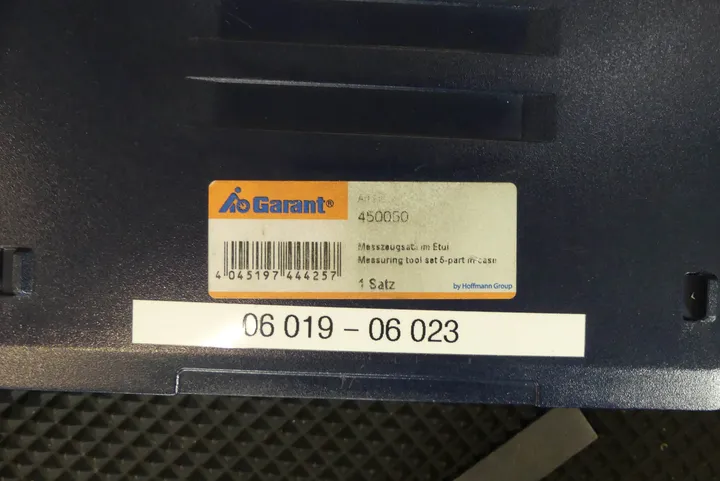 Garant®
450050
4 045197 444257
Messzeugsatz im Etui
Measuring tool set 5-part in case
1 Satz
by Hoffmann Group
06 019 – 06 023